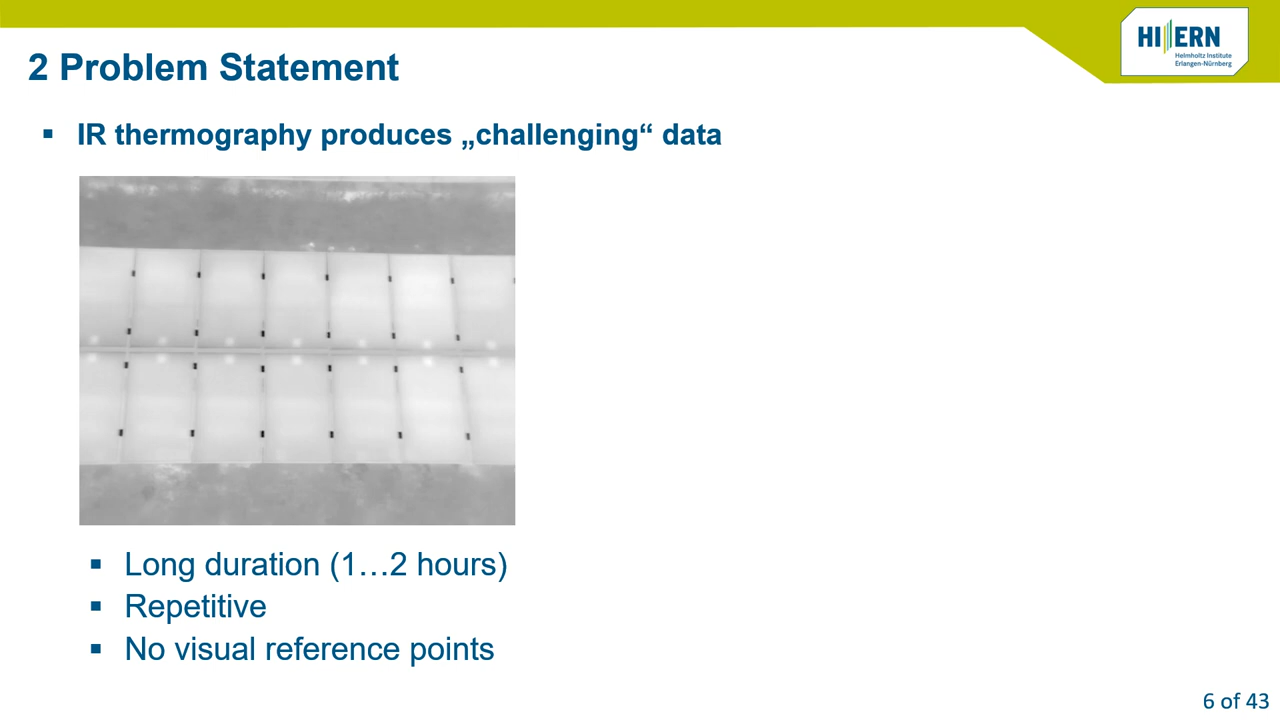 HI ERN
Helmholtz Institute
Erlangen-Nürnberg
2 Problem Statement
▪ IR thermography produces „challenging“ data
▪ Long duration (1…2 hours)
▪ Repetitive
▪ No visual reference points
6 of 43